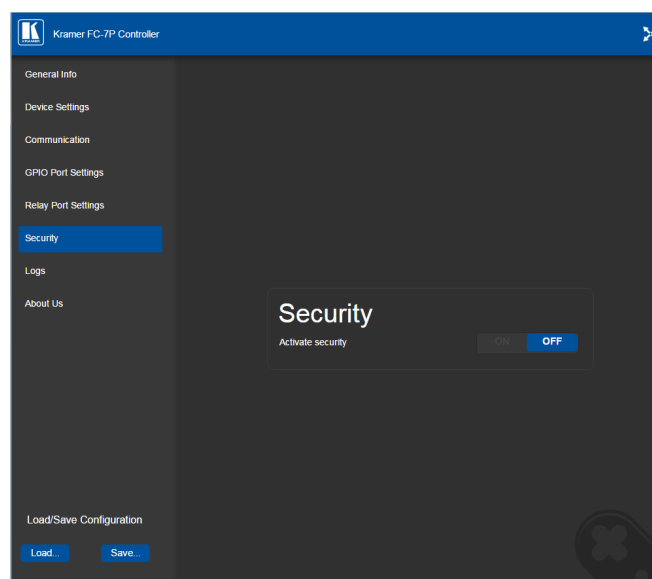 KRAMER
Kramer FC-7P Controller
General Info
Device Settings
Communication
GPIO Port Settings
Relay Port Settings
Security
Logs
About Us
Security
Activate security
ON OFF
Load/Save Configuration
Load... Save...